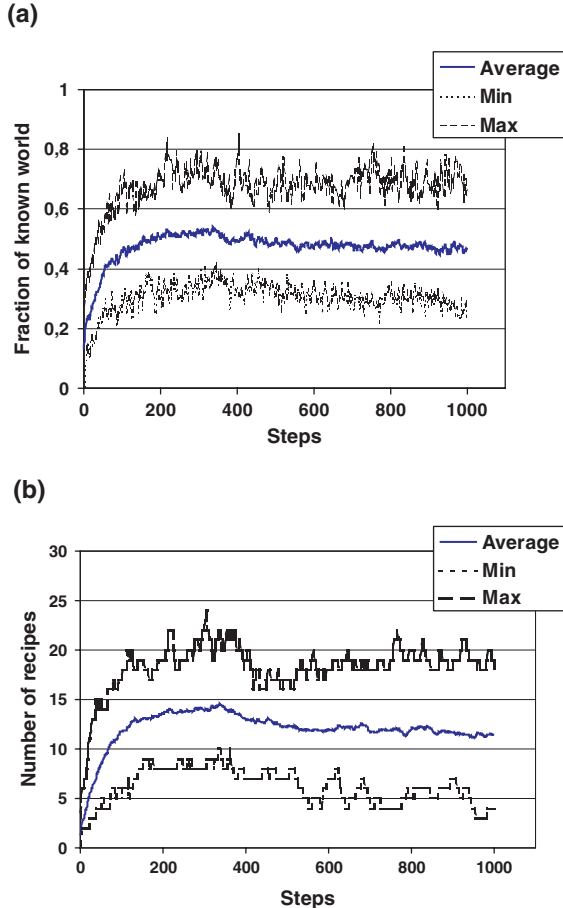 (a)
Average
Min
Max
1
0,8
0,6
0,4
0,2
0
Fraction of known world
0 200 400 600 800 1000
Steps
(b)
Average
Min
Max
30
25
20
15
10
5
0
Number of recipes
0 200 400 600 800 1000
Steps